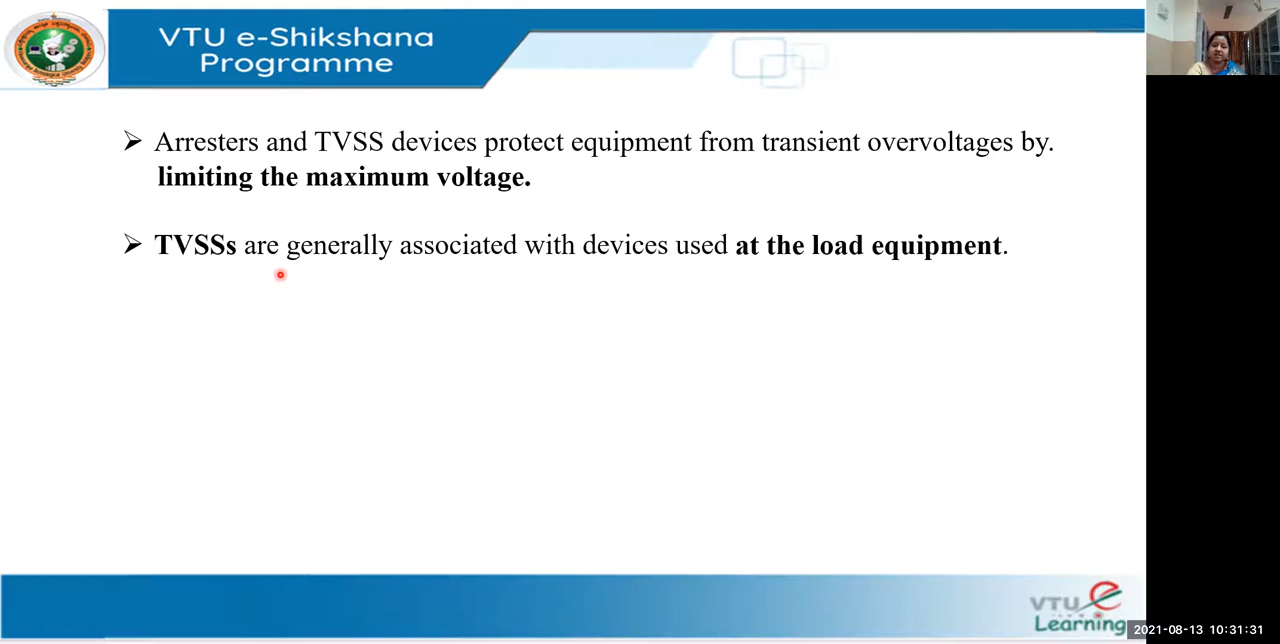 VTU e-Shikshana
Programme
➢ Arresters and TVSS devices protect equipment from transient overvoltages by.
limiting the maximum voltage.
➢ TVSSs are generally associated with devices used at the load equipment.
VTU
Learning
2021-08-13 10:31:31